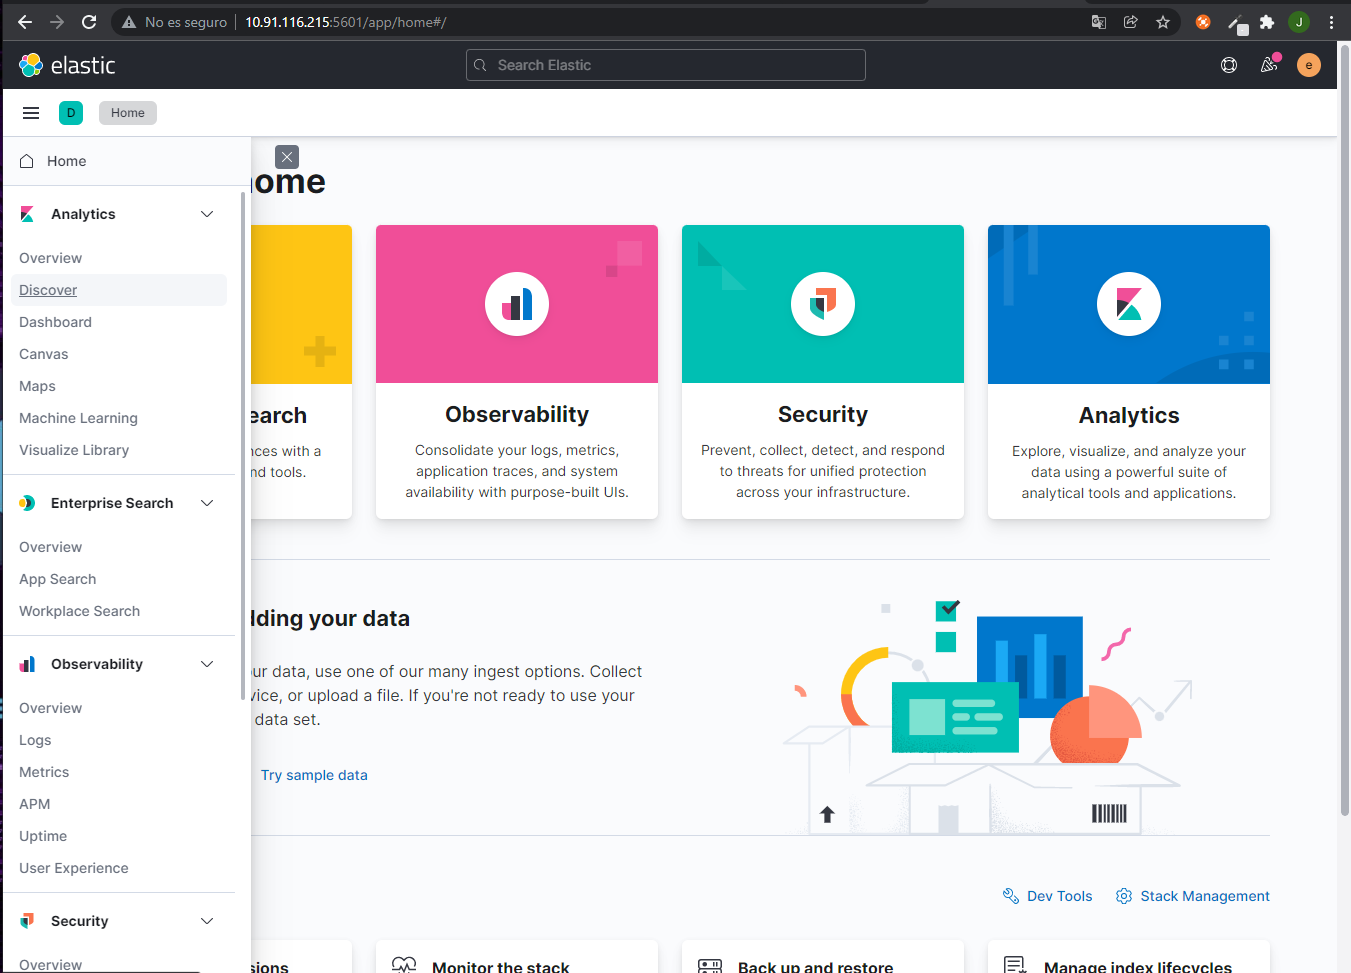 No es seguro 10.91.116.215:5601/app/home#/
J
elastic
Search Elastic
e
D
Home
Home
ome
Analytics
Overview
Discover
Dashboard
Canvas
Maps
Machine Learning
Visualize Library
Enterprise Search
Overview
App Search
Workplace Search
Observability
Overview
Logs
Metrics
APM
Uptime
User Experience
Security
Overview
earch
nces with a
nd tools.
Observability
Consolidate your logs, metrics,
application traces, and system
availability with purpose-built UIs.
Security
Prevent, collect, detect, and respond
to threats for unified protection
across your infrastructure.
Analytics
Explore, visualize, and analyze your
data using a powerful suite of
analytical tools and applications.
dding your data
ur data, use one of our many ingest options. Collect
vice, or upload a file. If you're not ready to use your
data set.
Try sample data
Dev Tools
Stack Management
sions
Monitor the stack
Back up and restore
Manage index lifecycles